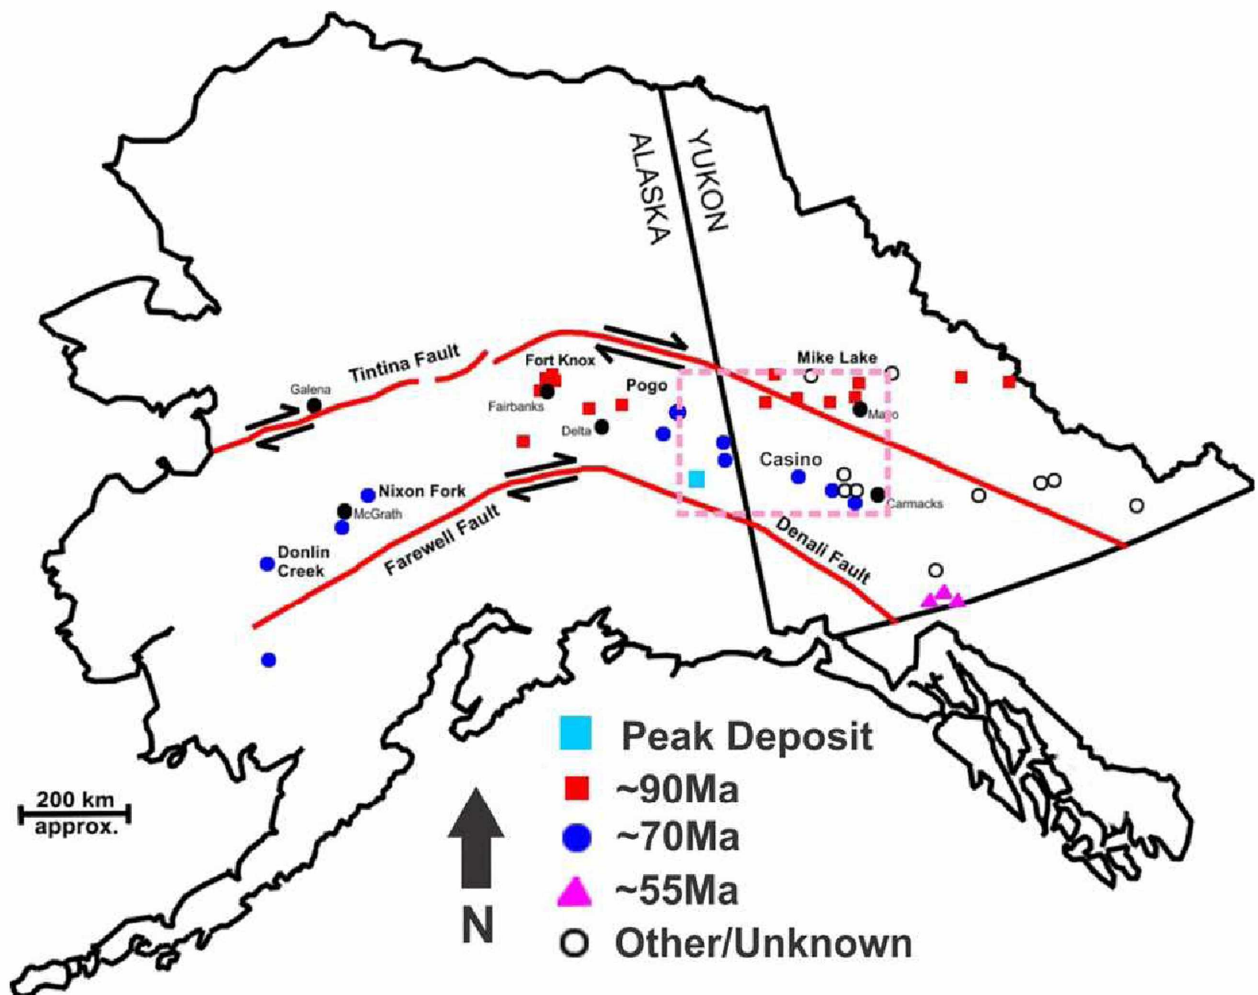 ALASKA
YUKON
Tintina Fault
Fort Knox
Mike Lake
Galena
Pogo
Fairbanks
Mayo
Delta
Casino
Nixon Fork
McGrath
Carmacks
Farewell Fault
Denali Fault
Donlin
Creek
Peak Deposit
200 km
approx.
~90Ma
~70Ma
~55Ma
N
Other/Unknown